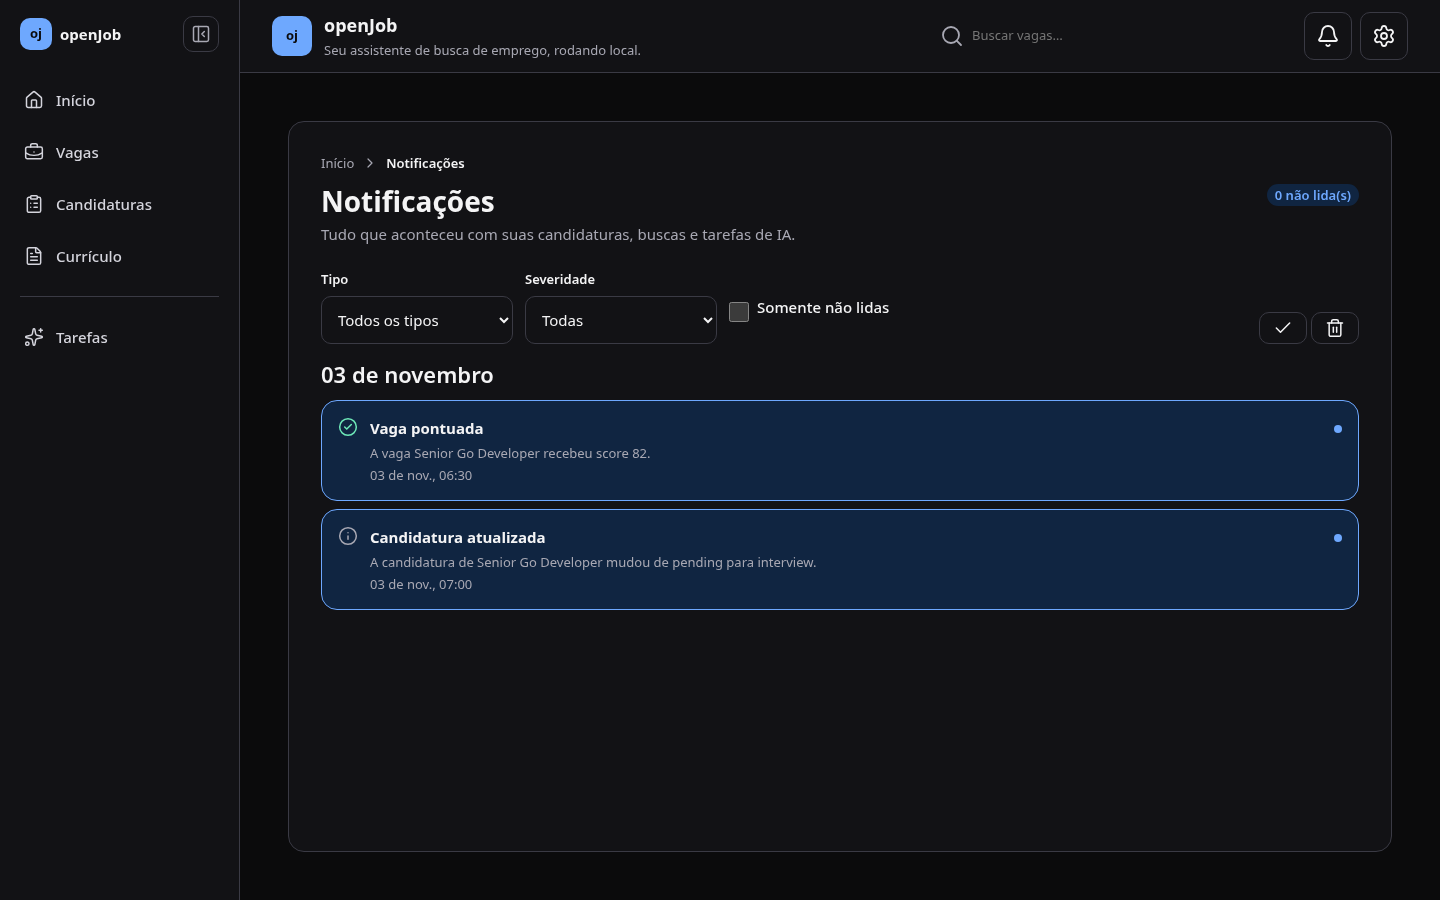 oj openJob
Início
Vagas
Candidaturas
Currículo
Tarefas
oj
openJob
Seu assistente de busca de emprego, rodando local.
Buscar vagas...
Início > Notificações
Notificações
0 não lida(s)
Tudo que aconteceu com suas candidaturas, buscas e tarefas de IA.
Tipo
Todos os tipos
Severidade
Todas
Somente não lidas
03 de novembro
Vaga pontuada
A vaga Senior Go Developer recebeu score 82.
03 de nov., 06:30
Candidatura atualizada
A candidatura de Senior Go Developer mudou de pending para interview.
03 de nov., 07:00